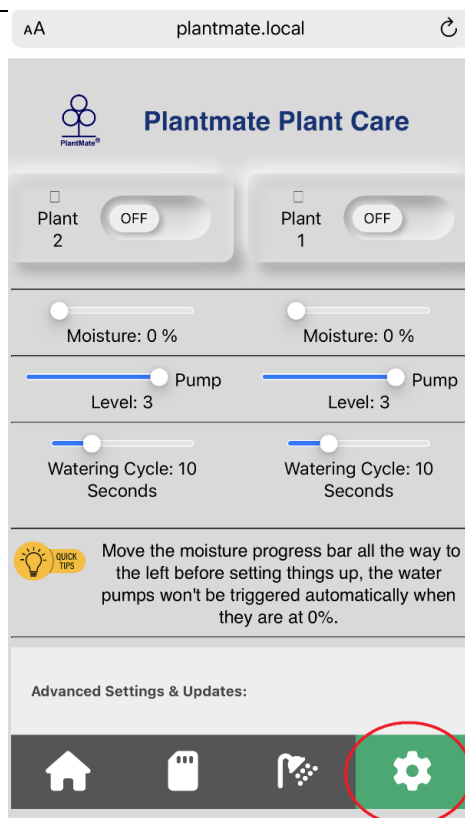 AA plantmate.local
PlantMate®
Plantmate Plant Care
Plant
2
OFF
Plant
1
OFF
Moisture: 0 %
Moisture: 0 %
Pump
Level: 3
Pump
Level: 3
Watering Cycle: 10
Seconds
Watering Cycle: 10
Seconds
QUICK
TIPS
Move the moisture progress bar all the way to
the left before setting things up, the water
pumps won't be triggered automatically when
they are at 0%.
Advanced Settings & Updates: